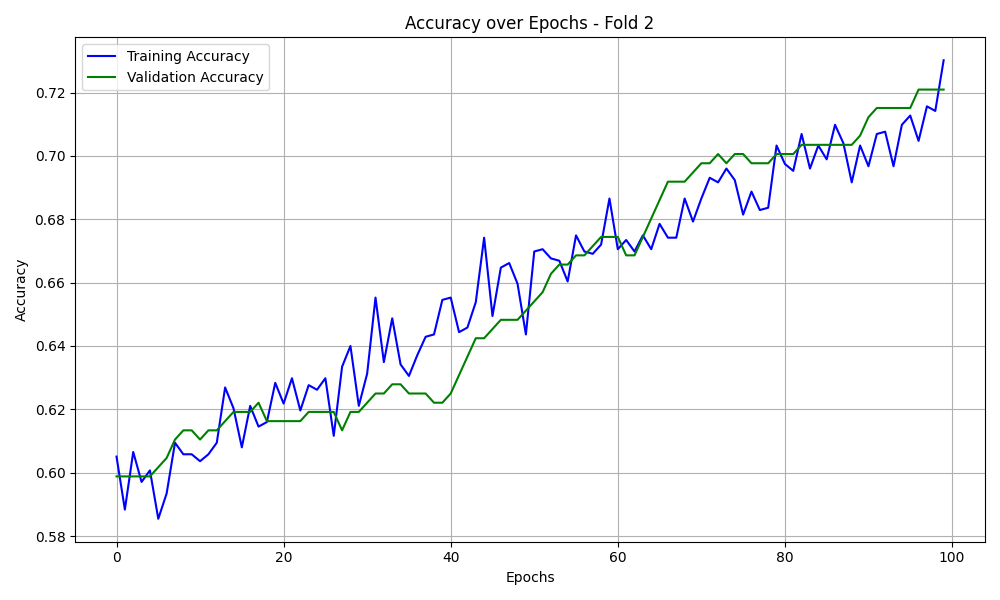 Accuracy over Epochs - Fold 2
Training Accuracy
Validation Accuracy
Accuracy
0.72
0.70
0.68
0.66
0.64
0.62
0.60
0.58
0 20 40 60 80 100
Epochs